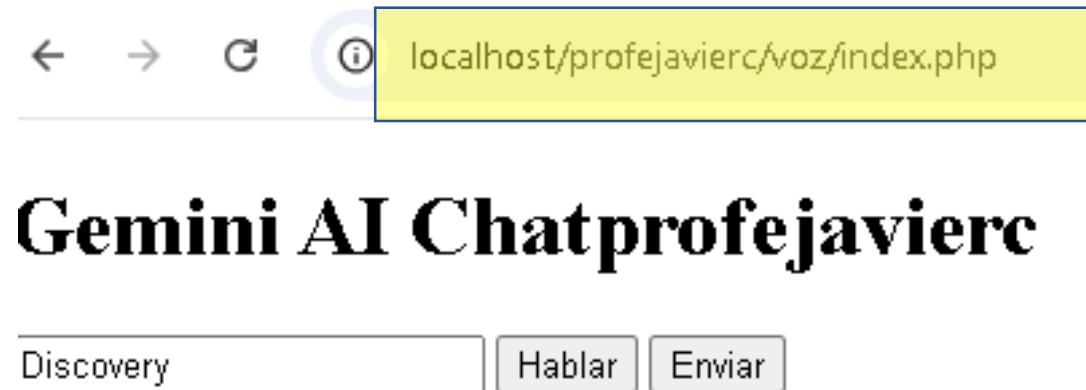 localhost/profejavierc/voz/index.php
Gemini AI Chatprofejavierc
Discovery Hablar Enviar